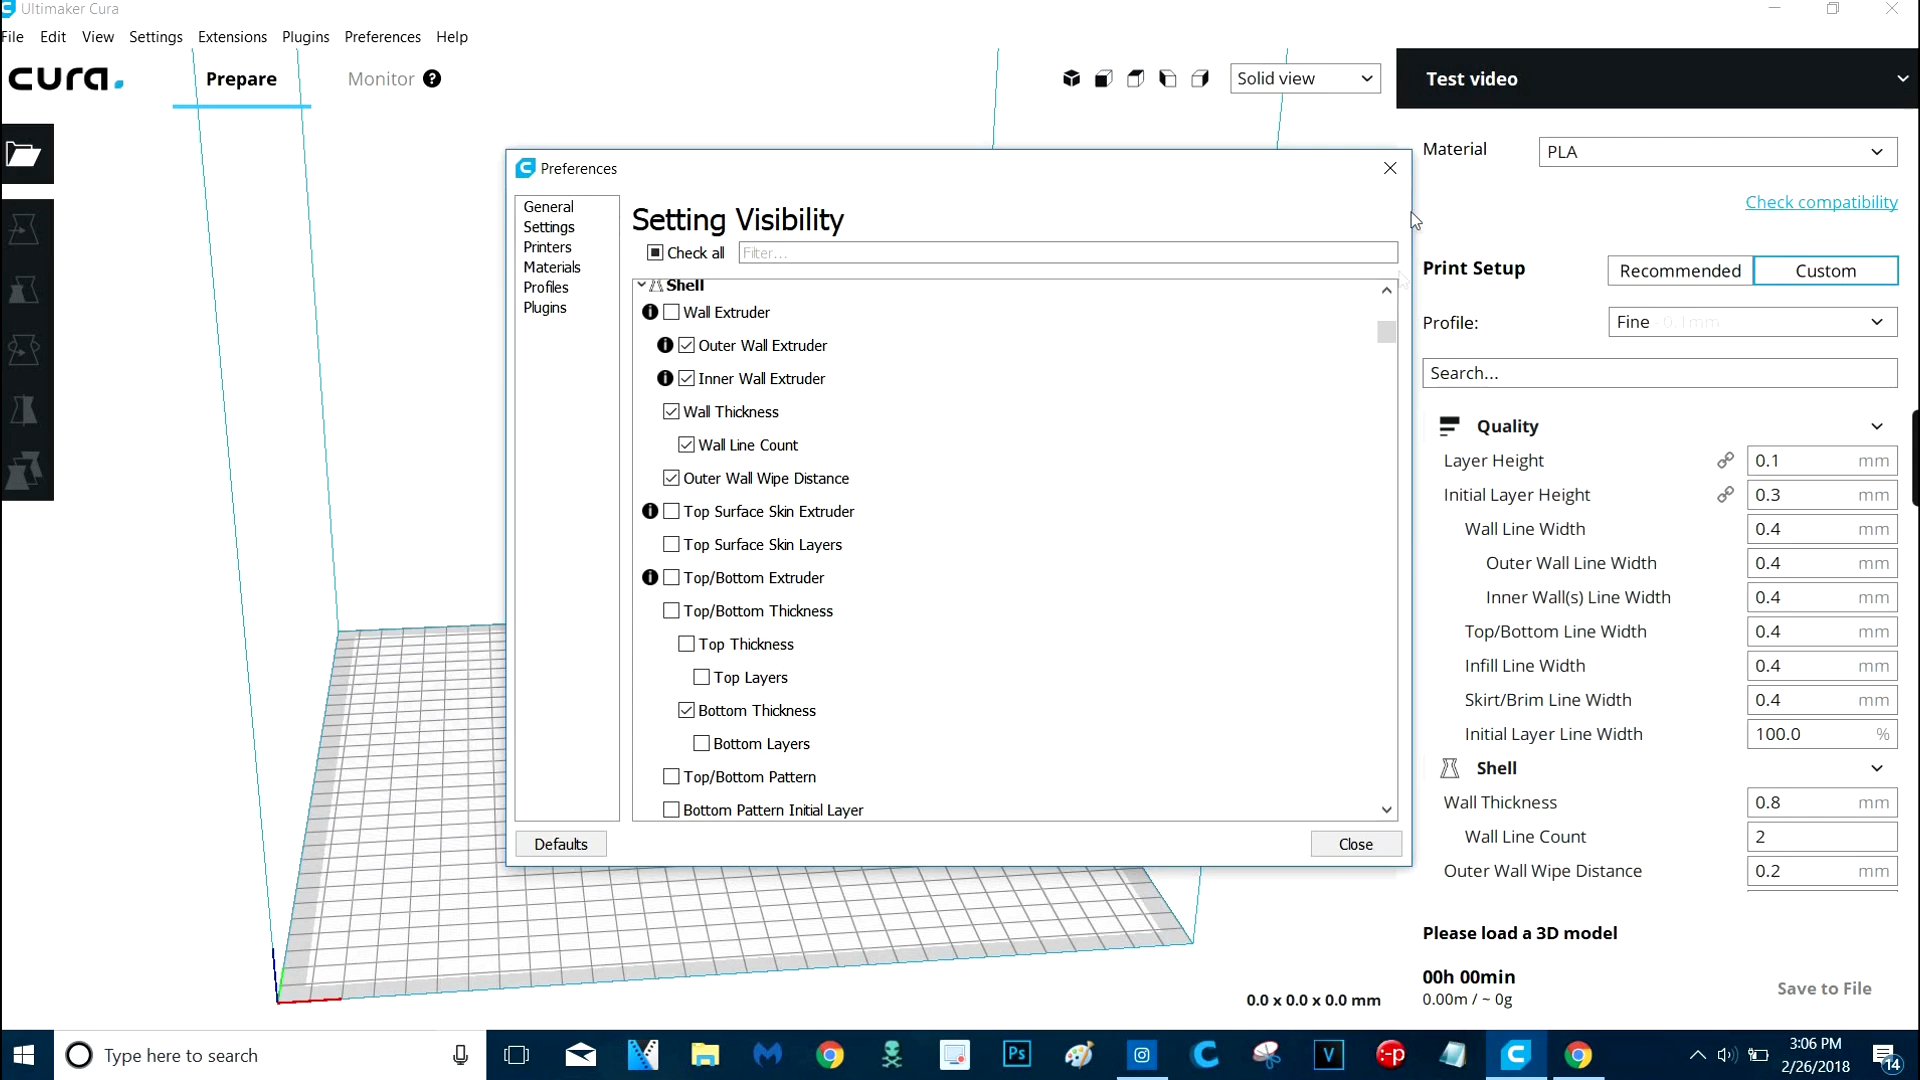 Ultimaker Cura
File Edit View Settings Extensions Plugins Preferences Help
cura.
Prepare
Monitor ?
Solid view
Test video
Material
PLA
Check compatibility
Print Setup
Recommended
Custom
Profile:
Fine - 0.1mm
Search...
Quality
Layer Height 0.1 mm
Initial Layer Height 0.3 mm
Wall Line Width 0.4 mm
Outer Wall Line Width 0.4 mm
Inner Wall(s) Line Width 0.4 mm
Top/Bottom Line Width 0.4 mm
Infill Line Width 0.4 mm
Skirt/Brim Line Width 0.4 mm
Initial Layer Line Width 100.0 %
Shell
Wall Thickness 0.8 mm
Wall Line Count 2
Outer Wall Wipe Distance 0.2 mm
Please load a 3D model
00h 00min
0.00m / ~ 0g
Save to File
Preferences
General
Settings
Printers
Materials
Profiles
Plugins
Setting Visibility
Check all
Filter...
Shell
Wall Extruder
Outer Wall Extruder
Inner Wall Extruder
Wall Thickness
Wall Line Count
Outer Wall Wipe Distance
Top Surface Skin Extruder
Top Surface Skin Layers
Top/Bottom Extruder
Top/Bottom Thickness
Top Thickness
Top Layers
Bottom Thickness
Bottom Layers
Top/Bottom Pattern
Bottom Pattern Initial Layer
Defaults
Close
0.0 x 0.0 x 0.0 mm
Type here to search
Ps
V
:-p
3:06 PM
2/26/2018
14